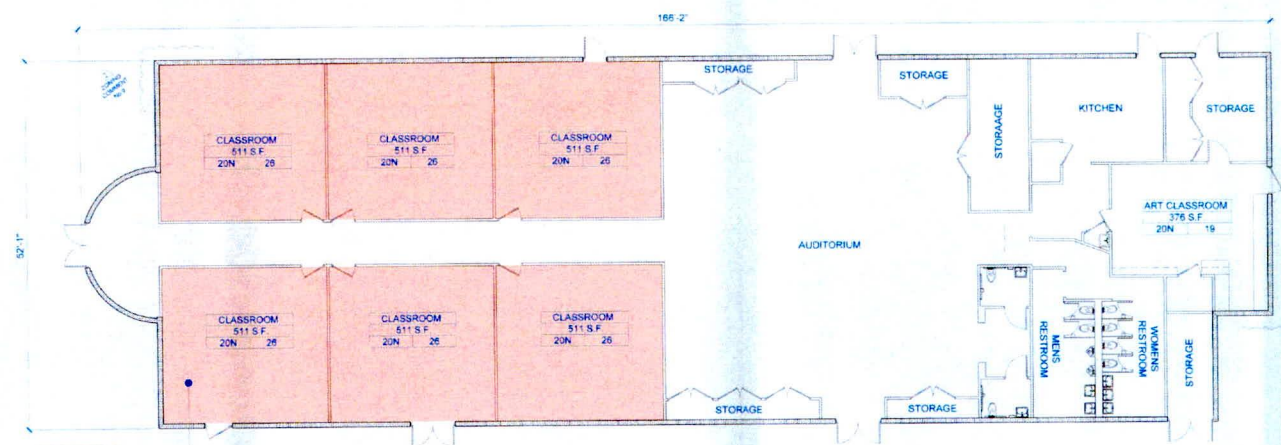 166'-2"
52'-1"
ZONING
COMMENT
STORAGE
STORAGE
STORAAGE
KITCHEN
STORAGE
CLASSROOM
511 S.F
20N 26
CLASSROOM
511 S.F
20N 26
CLASSROOM
511 S.F
20N 26
ART CLASSROOM
376 S.F
20N 19
AUDITORIUM
CLASSROOM
511 S.F.
20N 26
CLASSROOM
511 S.F
20N 26
CLASSROOM
511 S.F
20N 26
MENS
RESTROOM
WOMENS
RESTROOM
STORAGE
STORAGE
STORAGE